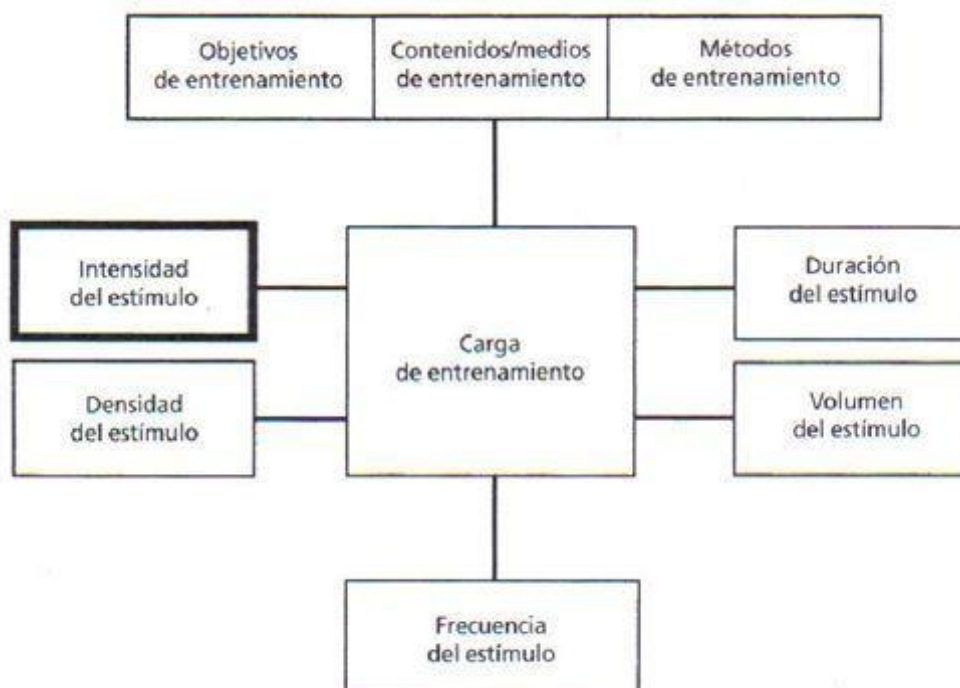 Objetivos
de entrenamiento
Contenidos/medios
de entrenamiento
Métodos
de entrenamiento
Intensidad
del estímulo
Densidad
del estímulo
Carga
de entrenamiento
Duración
del estímulo
Volumen
del estímulo
Frecuencia
del estímulo